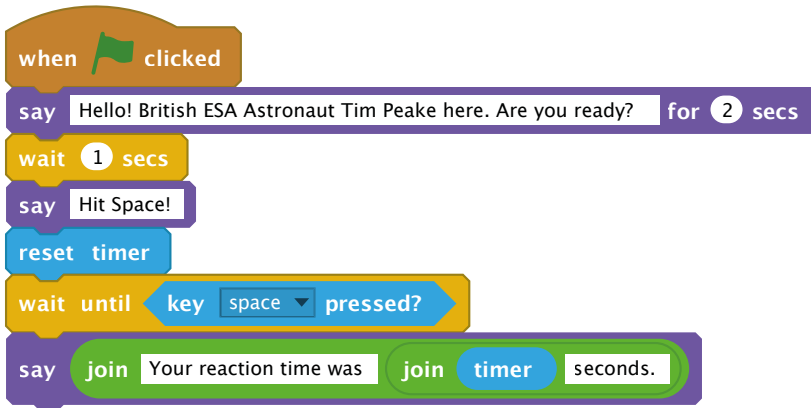 when clicked
say Hello! British ESA Astronaut Tim Peake here. Are you ready? for 2 secs
wait 1 secs
say Hit Space!
reset timer
wait until key space pressed?
say join Your reaction time was join timer seconds.